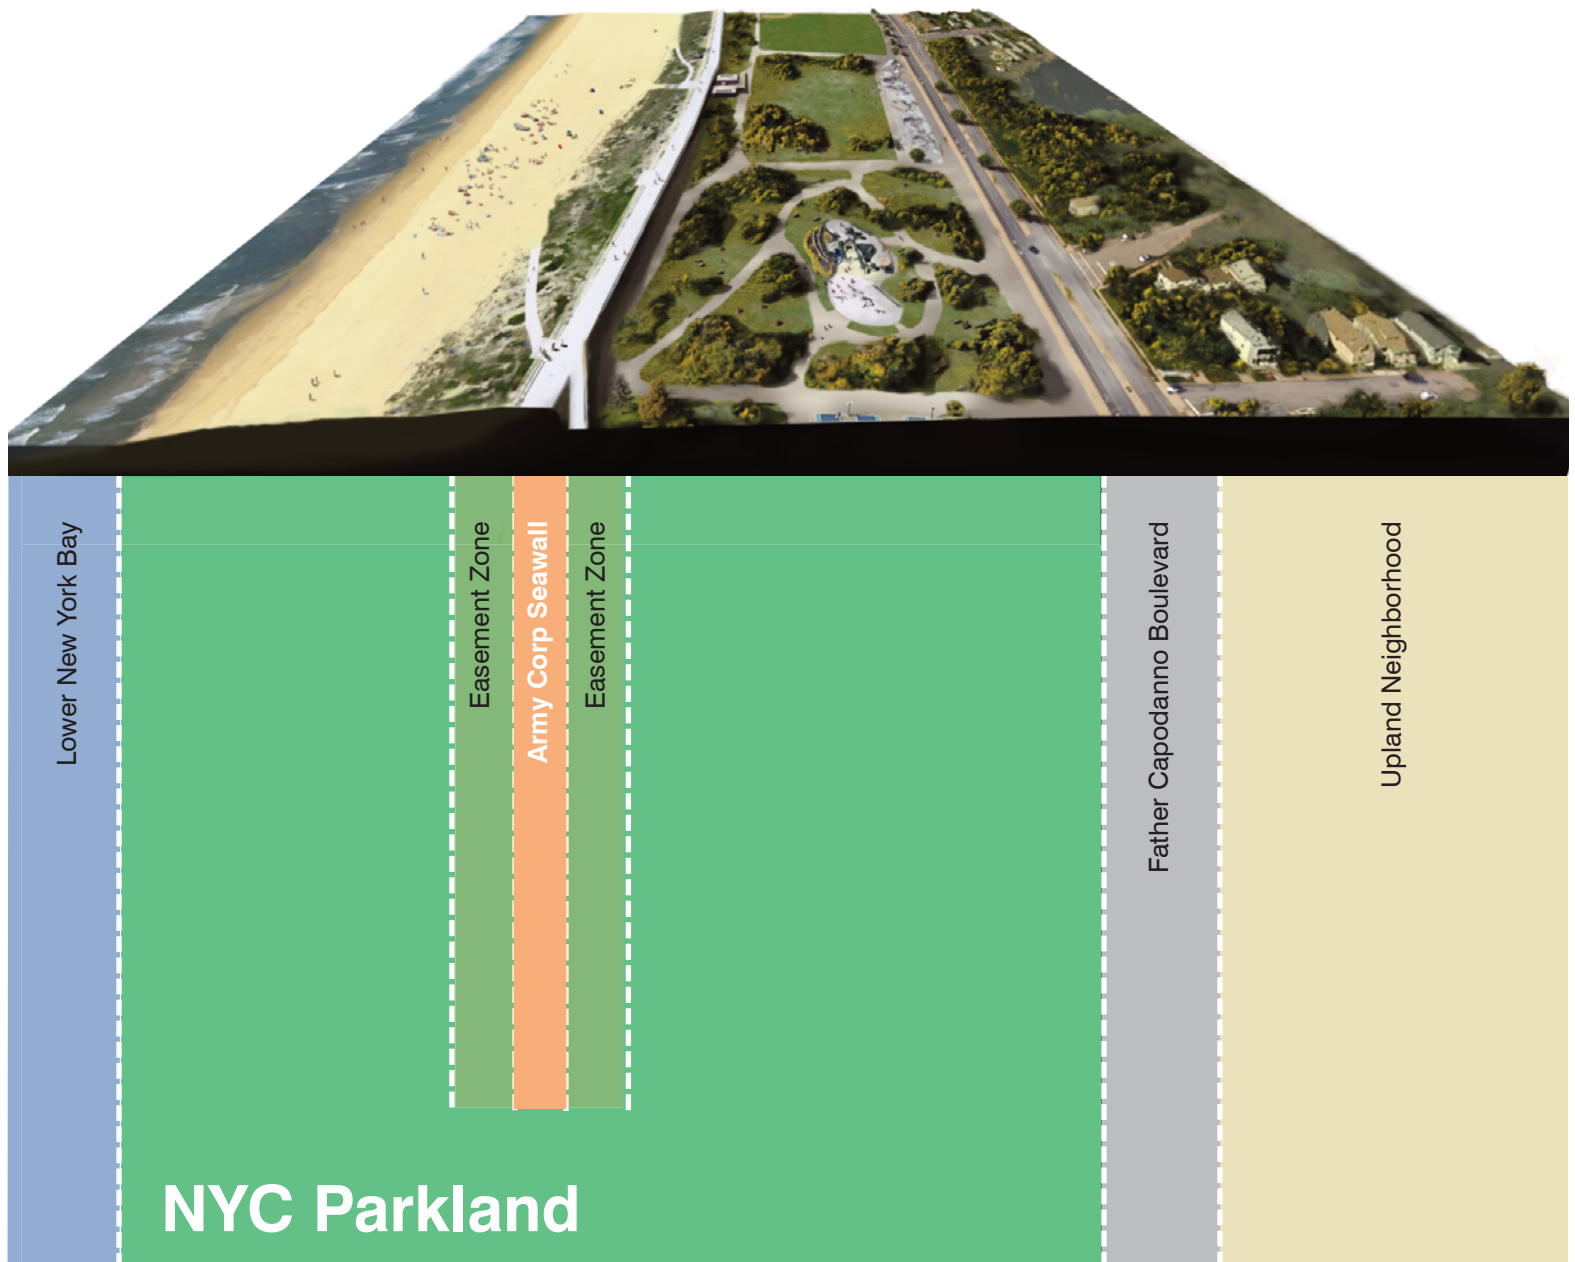 Lower New York Bay
Easement Zone
Army Corp Seawall
Easement Zone
Father Capodanno Boulevard
Upland Neighborhood
NYC Parkland